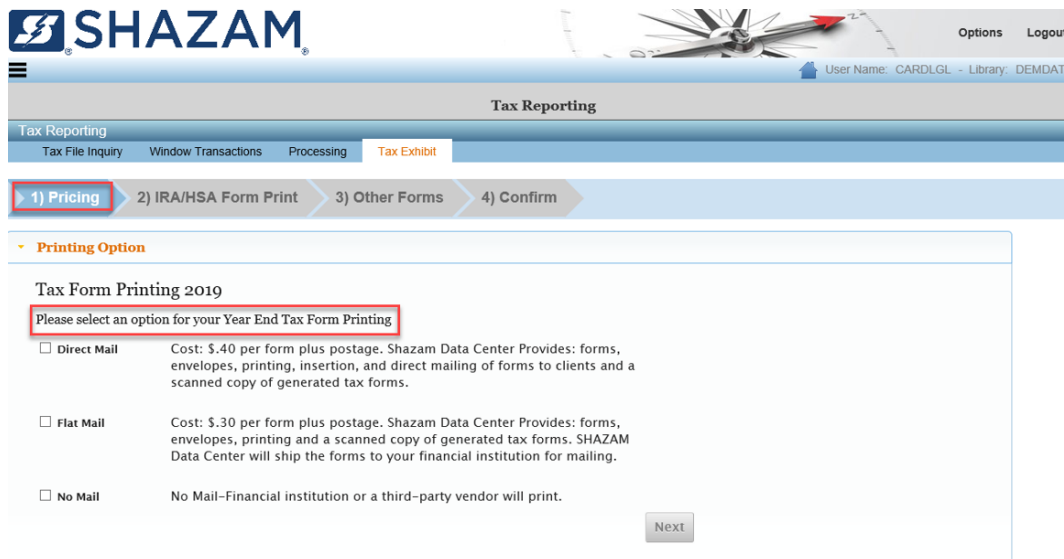 SHAZAM
Options Logout
User Name: CARDLGL - Library: DEMDAT
Tax Reporting
Tax Reporting
Tax File Inquiry Window Transactions Processing Tax Exhibit
1) Pricing 2) IRA/HSA Form Print 3) Other Forms 4) Confirm
Printing Option
Tax Form Printing 2019
Please select an option for your Year End Tax Form Printing
Direct Mail Cost: $.40 per form plus postage. Shazam Data Center Provides: forms,
envelopes, printing, insertion, and direct mailing of forms to clients and a
scanned copy of generated tax forms.
Flat Mail Cost: $.30 per form plus postage. Shazam Data Center Provides: forms,
envelopes, printing and a scanned copy of generated tax forms. SHAZAM
Data Center will ship the forms to your financial institution for mailing.
No Mail No Mail-Financial institution or a third-party vendor will print.
Next